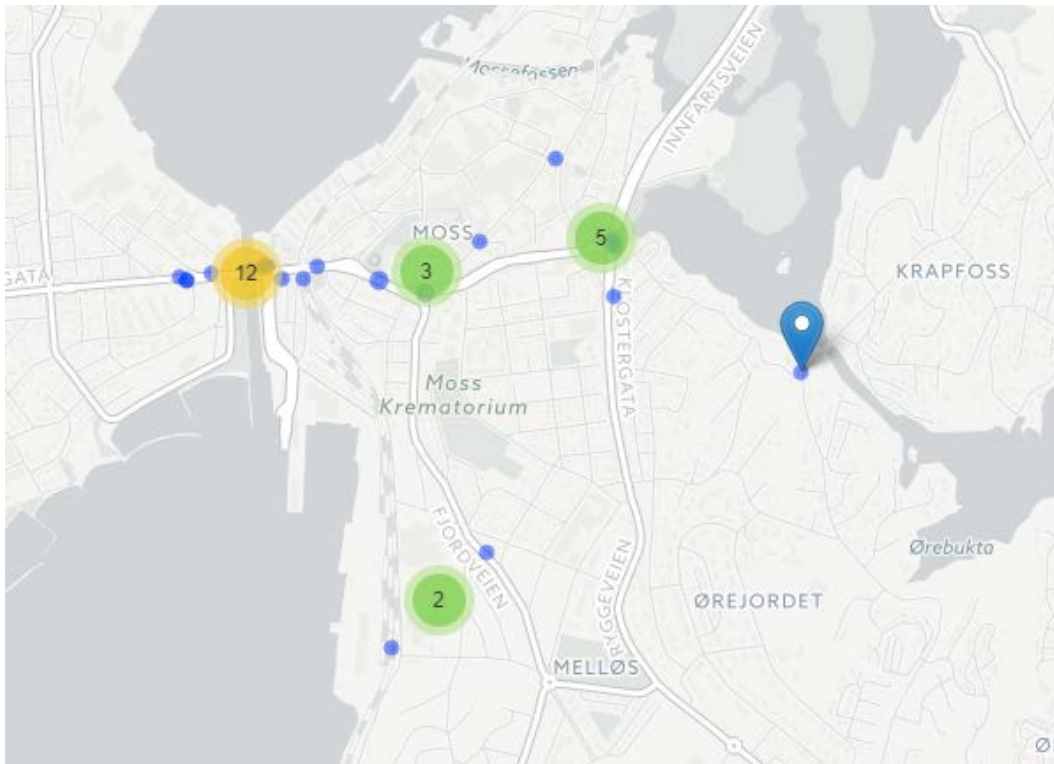 Mossefossen
INNFARTSVEIEN
MOSS
5
12
3
GATA
KRAPFOSS
KLOSTERGATA
Moss
Krematorium
FJORDVEIEN
Ørebukta
2
RYGGEVEIEN
ØREJORDET
MELLØS
Ø